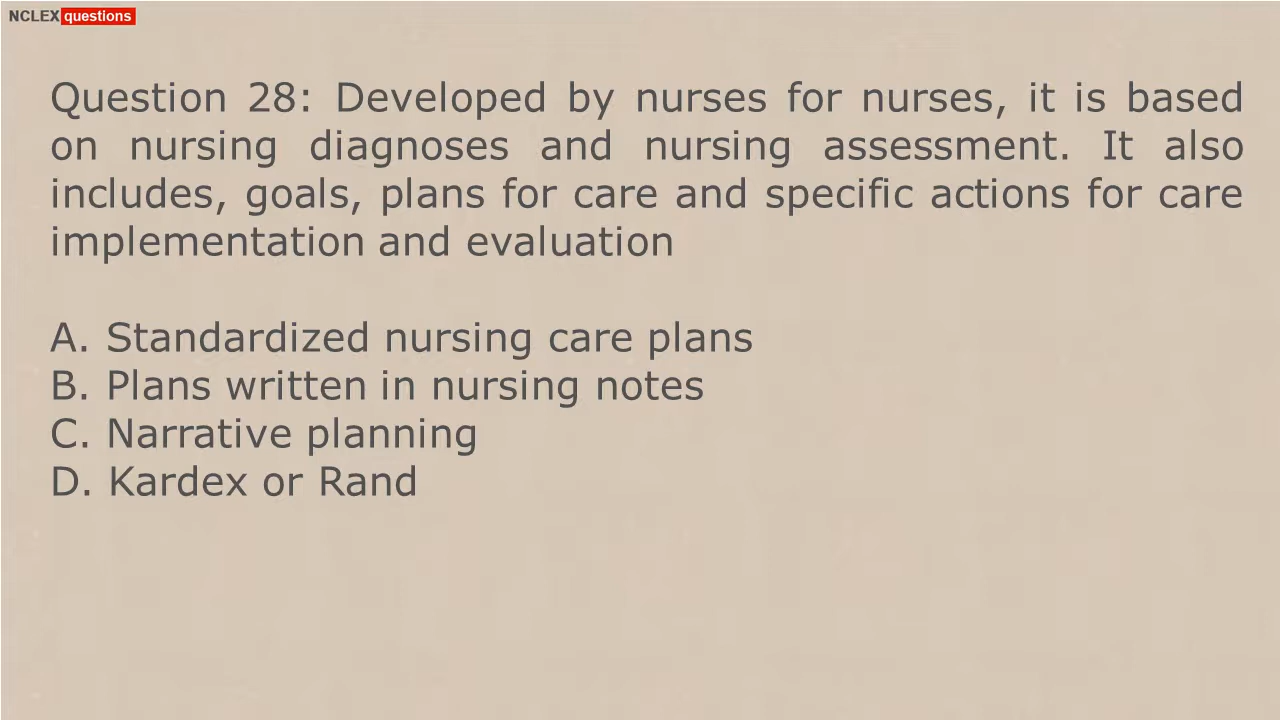 NCLEX questions
Question 28: Developed by nurses for nurses, it is based
on nursing diagnoses and nursing assessment. It also
includes, goals, plans for care and specific actions for care
implementation and evaluation
A. Standardized nursing care plans
B. Plans written in nursing notes
C. Narrative planning
D. Kardex or Rand